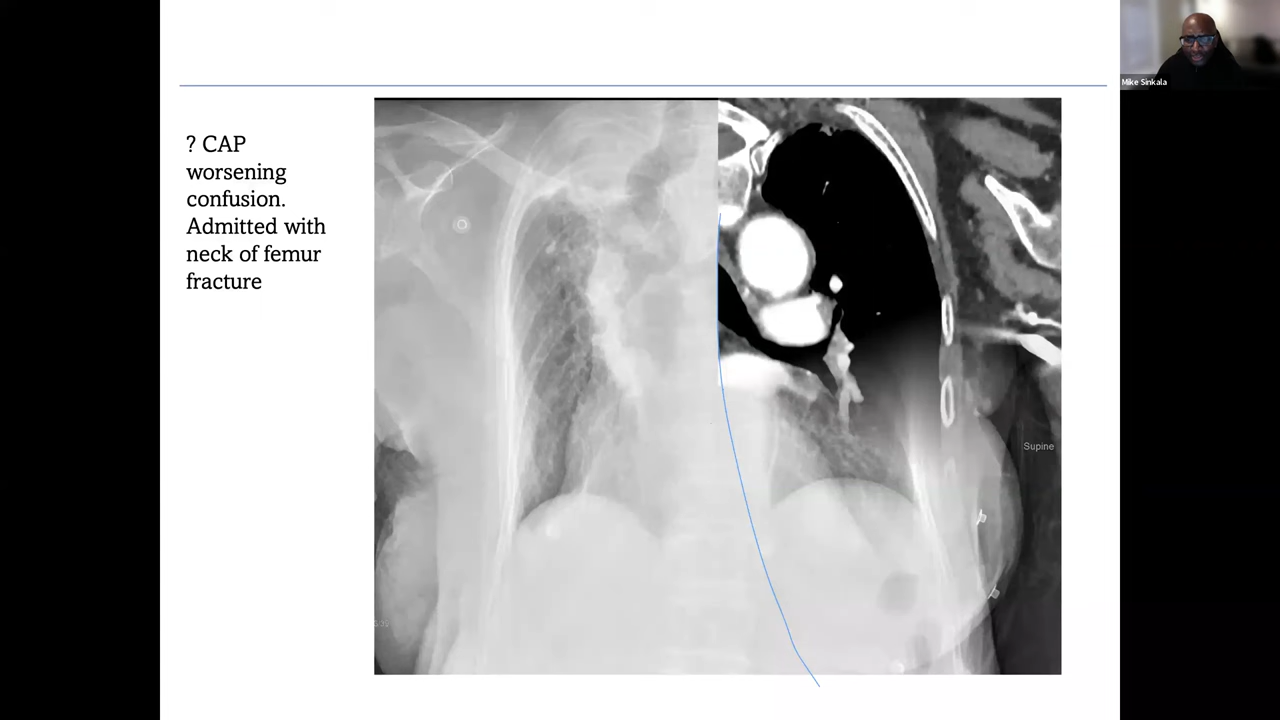 Mike Sinkala
? CAP
worsening
confusion.
Admitted with
neck of femur
fracture
Supine